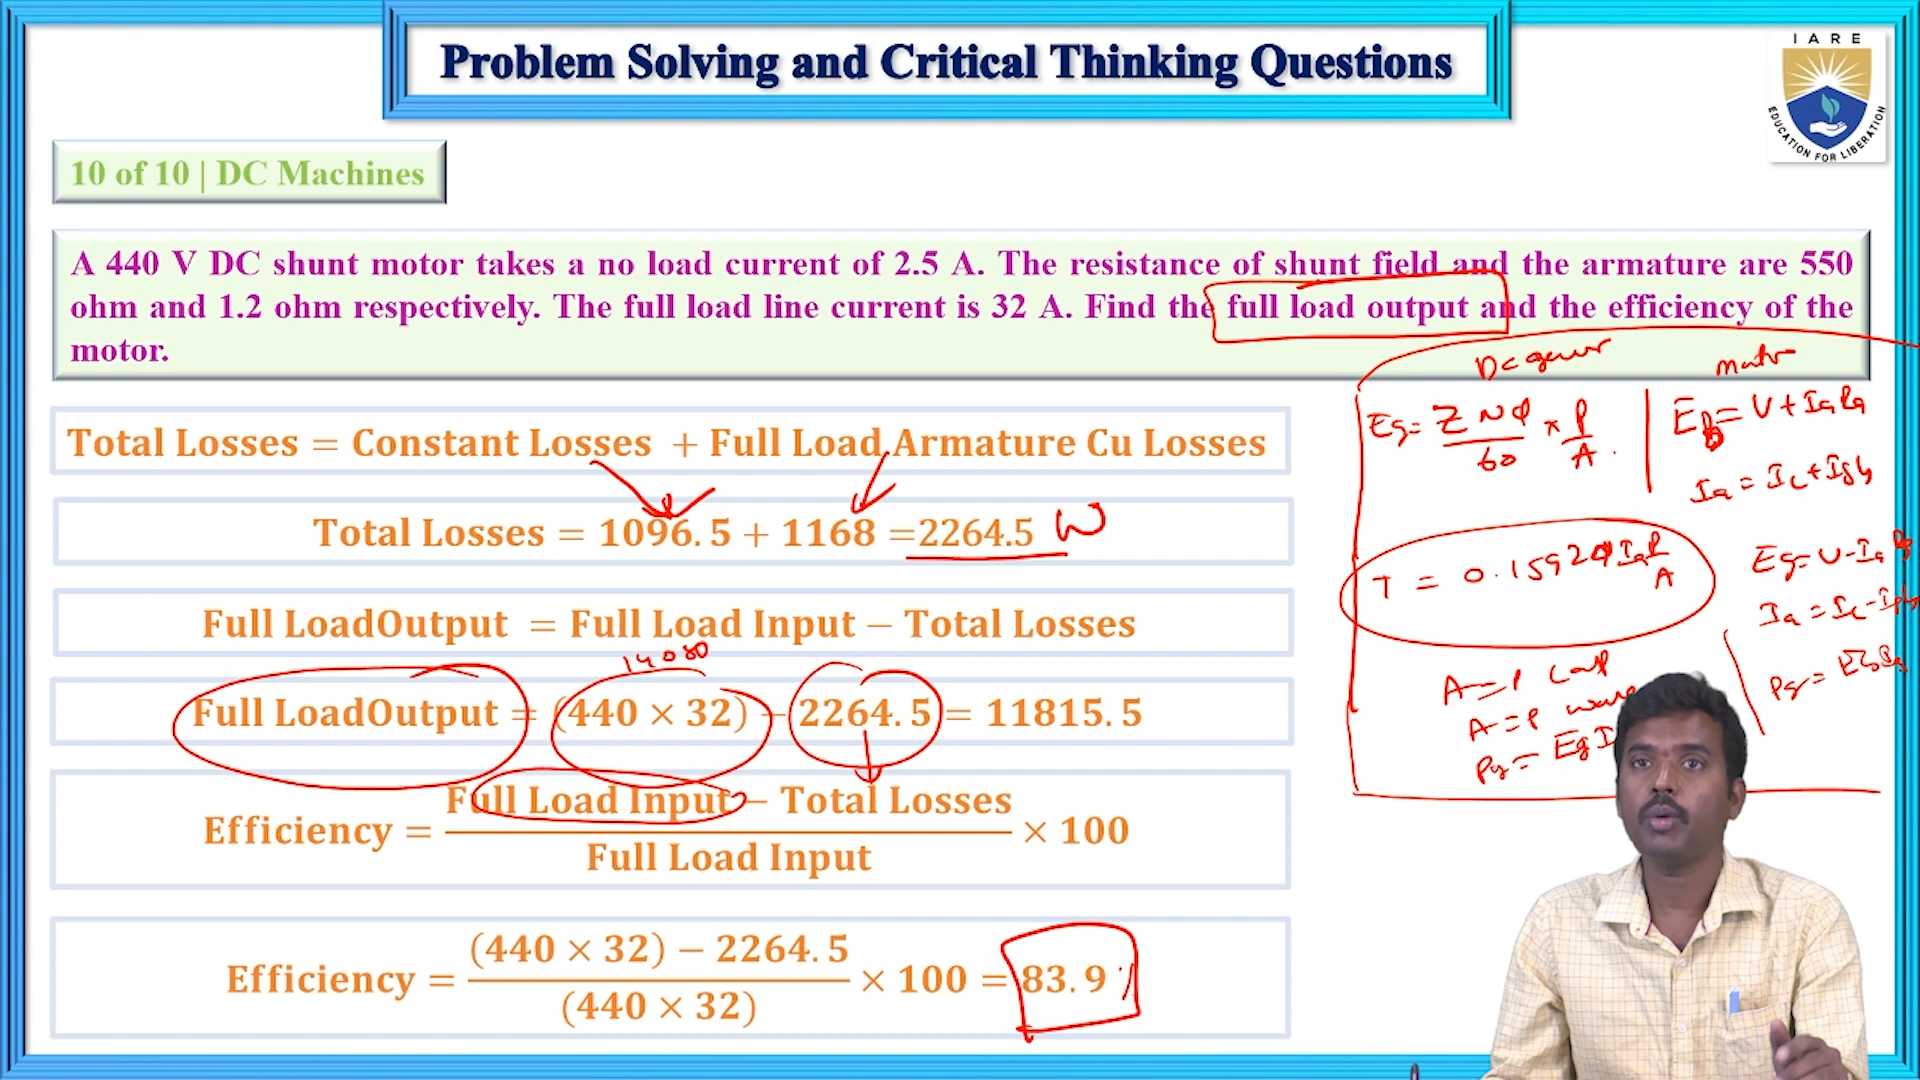 Problem Solving and Critical Thinking Questions
IARE
EDUCATION FOR LIBERATION
10 of 10 | DC Machines
A 440 V DC shunt motor takes a no load current of 2.5 A. The resistance of shunt field and the armature are 550
ohm and 1.2 ohm respectively. The full load line current is 32 A. Find the full load output and the efficiency of the
motor.
Total Losses = Constant Losses + Full Load Armature Cu Losses
Total Losses = 1096.5 + 1168 =2264.5 W
Full LoadOutput = Full Load Input − Total Losses
14080
Full LoadOutput = (440 × 32) − 2264.5 = 11815.5
Efficiency = Full Load Input − Total Losses / Full Load Input × 100
Efficiency = (440 × 32) − 2264.5 / (440 × 32) × 100 = 83.9 %
Eg = ZNφ / 60 × P / A
= V + IaRa
Ia = IL + Ish
T = 0.159
Eg = V - Ia
A = P
A = P
Pg =
Pg = Eg